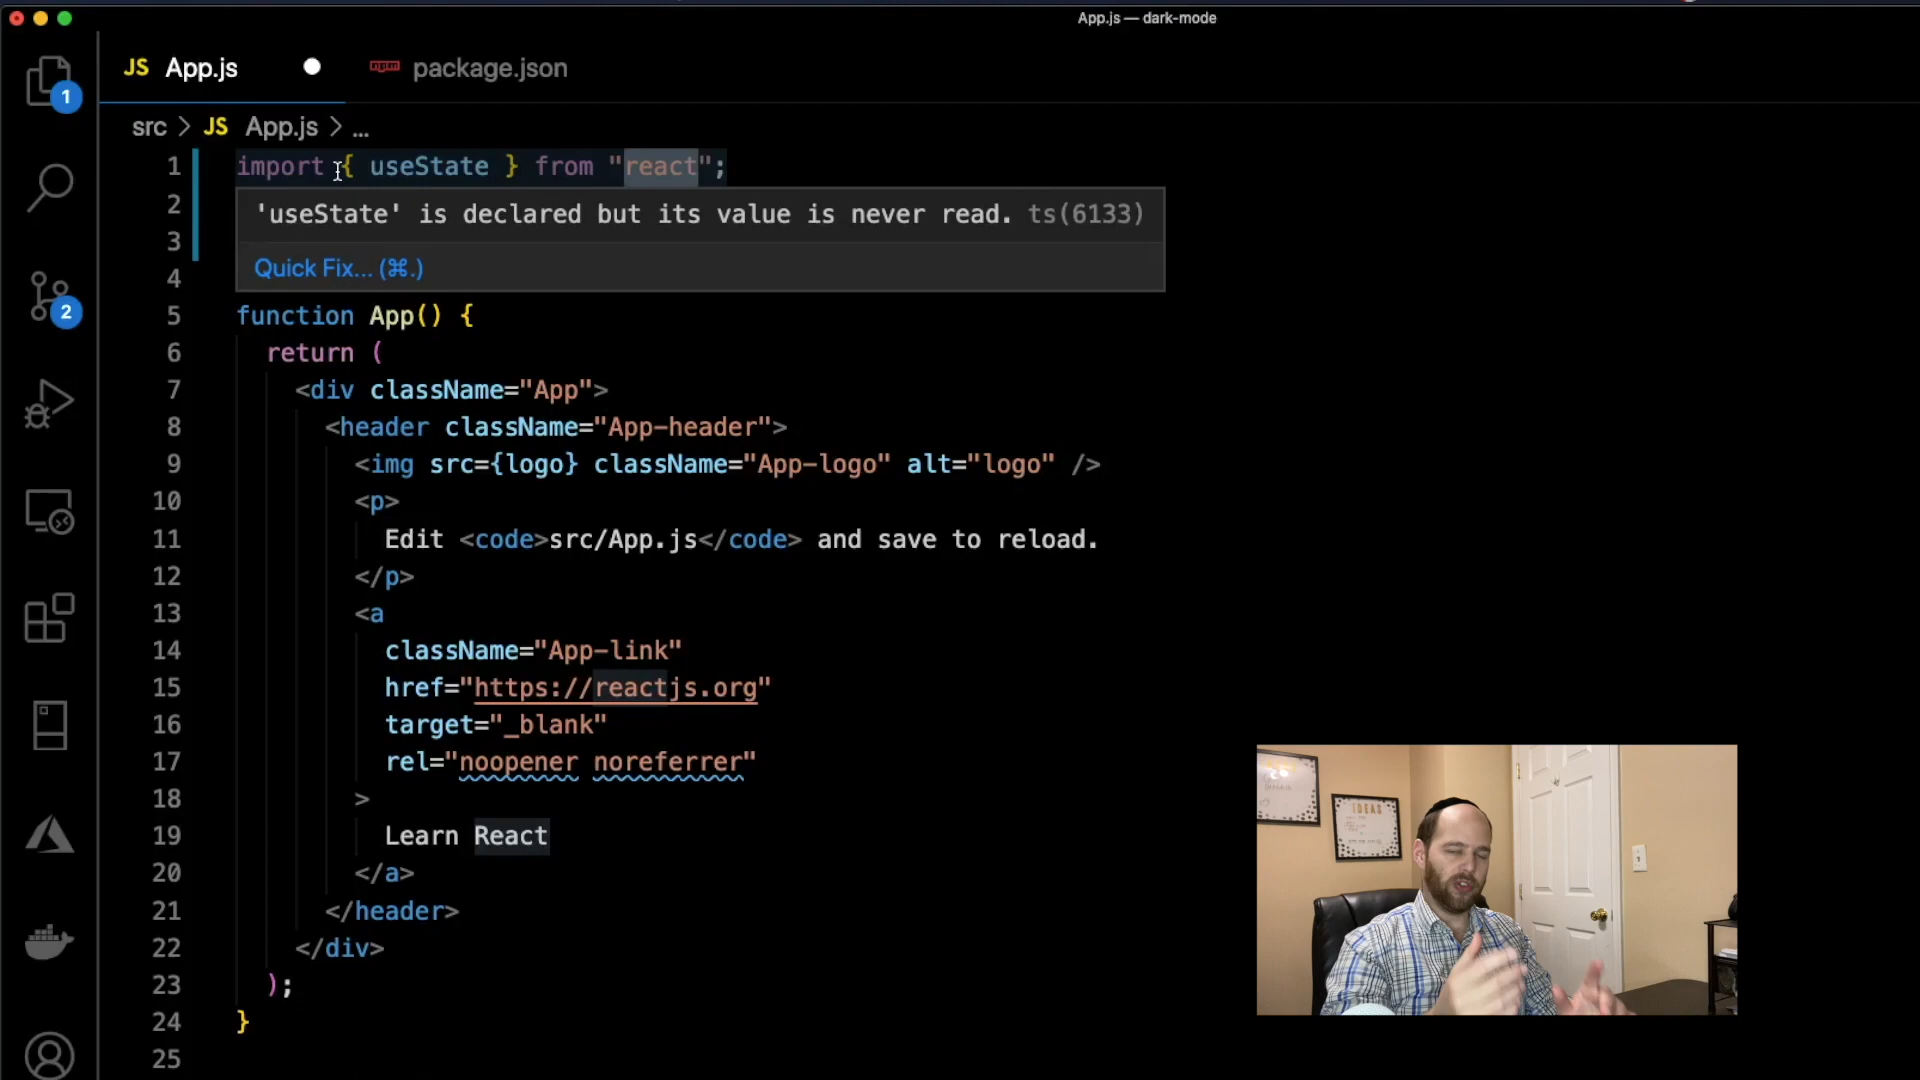 App.js — dark-mode
JS App.js
npm package.json
1
src > JS App.js > ...
1 import { useState } from "react";
2 'useState' is declared but its value is never read. ts(6133)
3
Quick Fix... (⌘.)
4
2
5 function App() {
6 return (
7 <div className="App">
8 <header className="App-header">
9 <img src={logo} className="App-logo" alt="logo" />
10 <p>
11 Edit <code>src/App.js</code> and save to reload.
12 </p>
13 <a
14 className="App-link"
15 href="https://reactjs.org"
16 target="_blank"
17 rel="noopener noreferrer"
18 >
19 Learn React
20 </a>
21 </header>
22 </div>
23 );
24 }
25
IDEAS